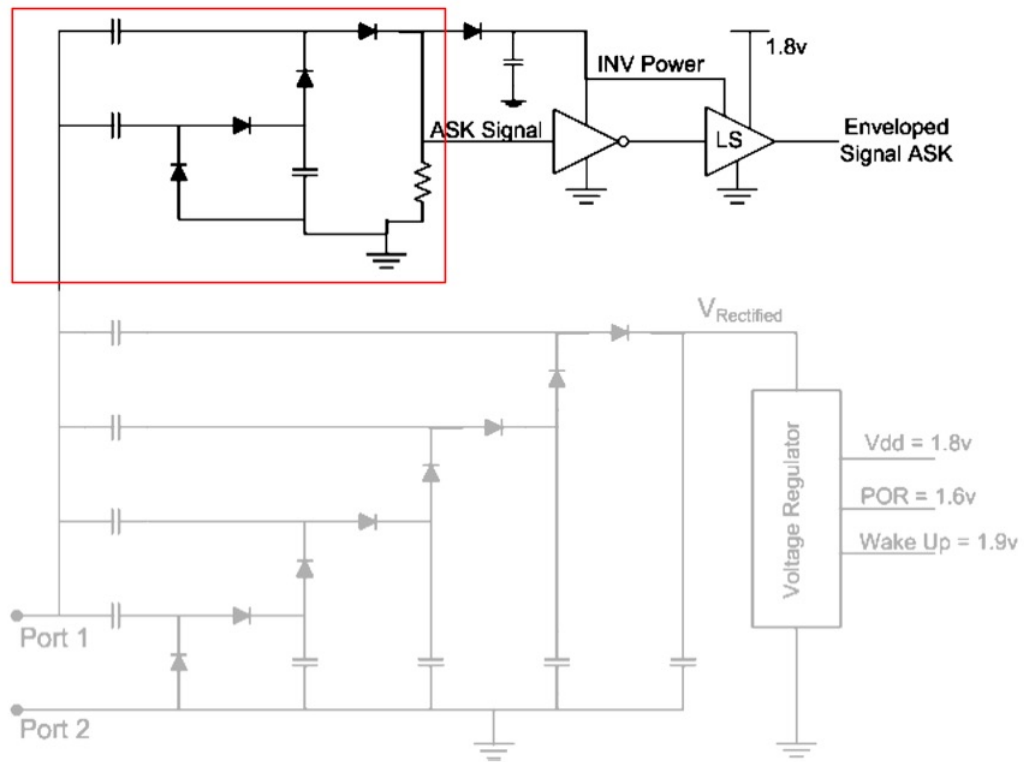 1.8v
INV Power
ASK Signal
LS
Enveloped
Signal ASK
VRectified
Voltage Regulator
Vdd = 1.8v
POR = 1.6v
Wake Up = 1.9v
Port 1
Port 2